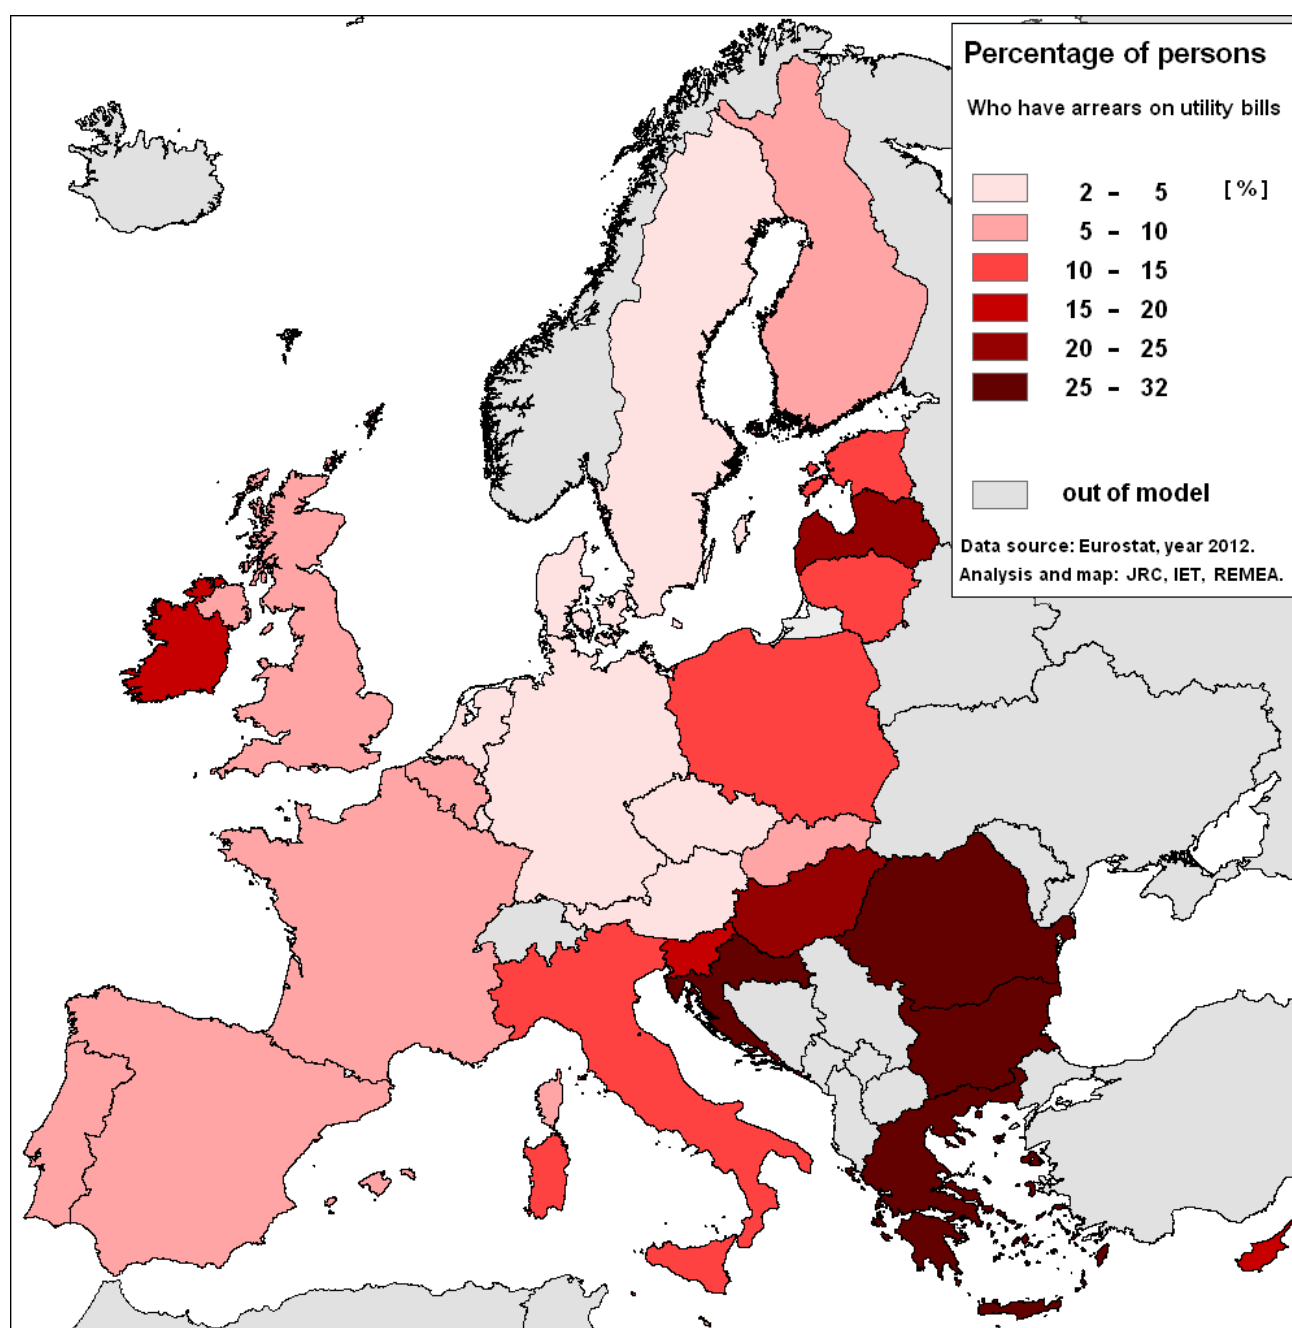 Percentage of persons
Who have arrears on utility bills
2 - 5 [ % ]
5 - 10
10 - 15
15 - 20
20 - 25
25 - 32
out of model
Data source: Eurostat, year 2012.
Analysis and map: JRC, IET, REMEA.